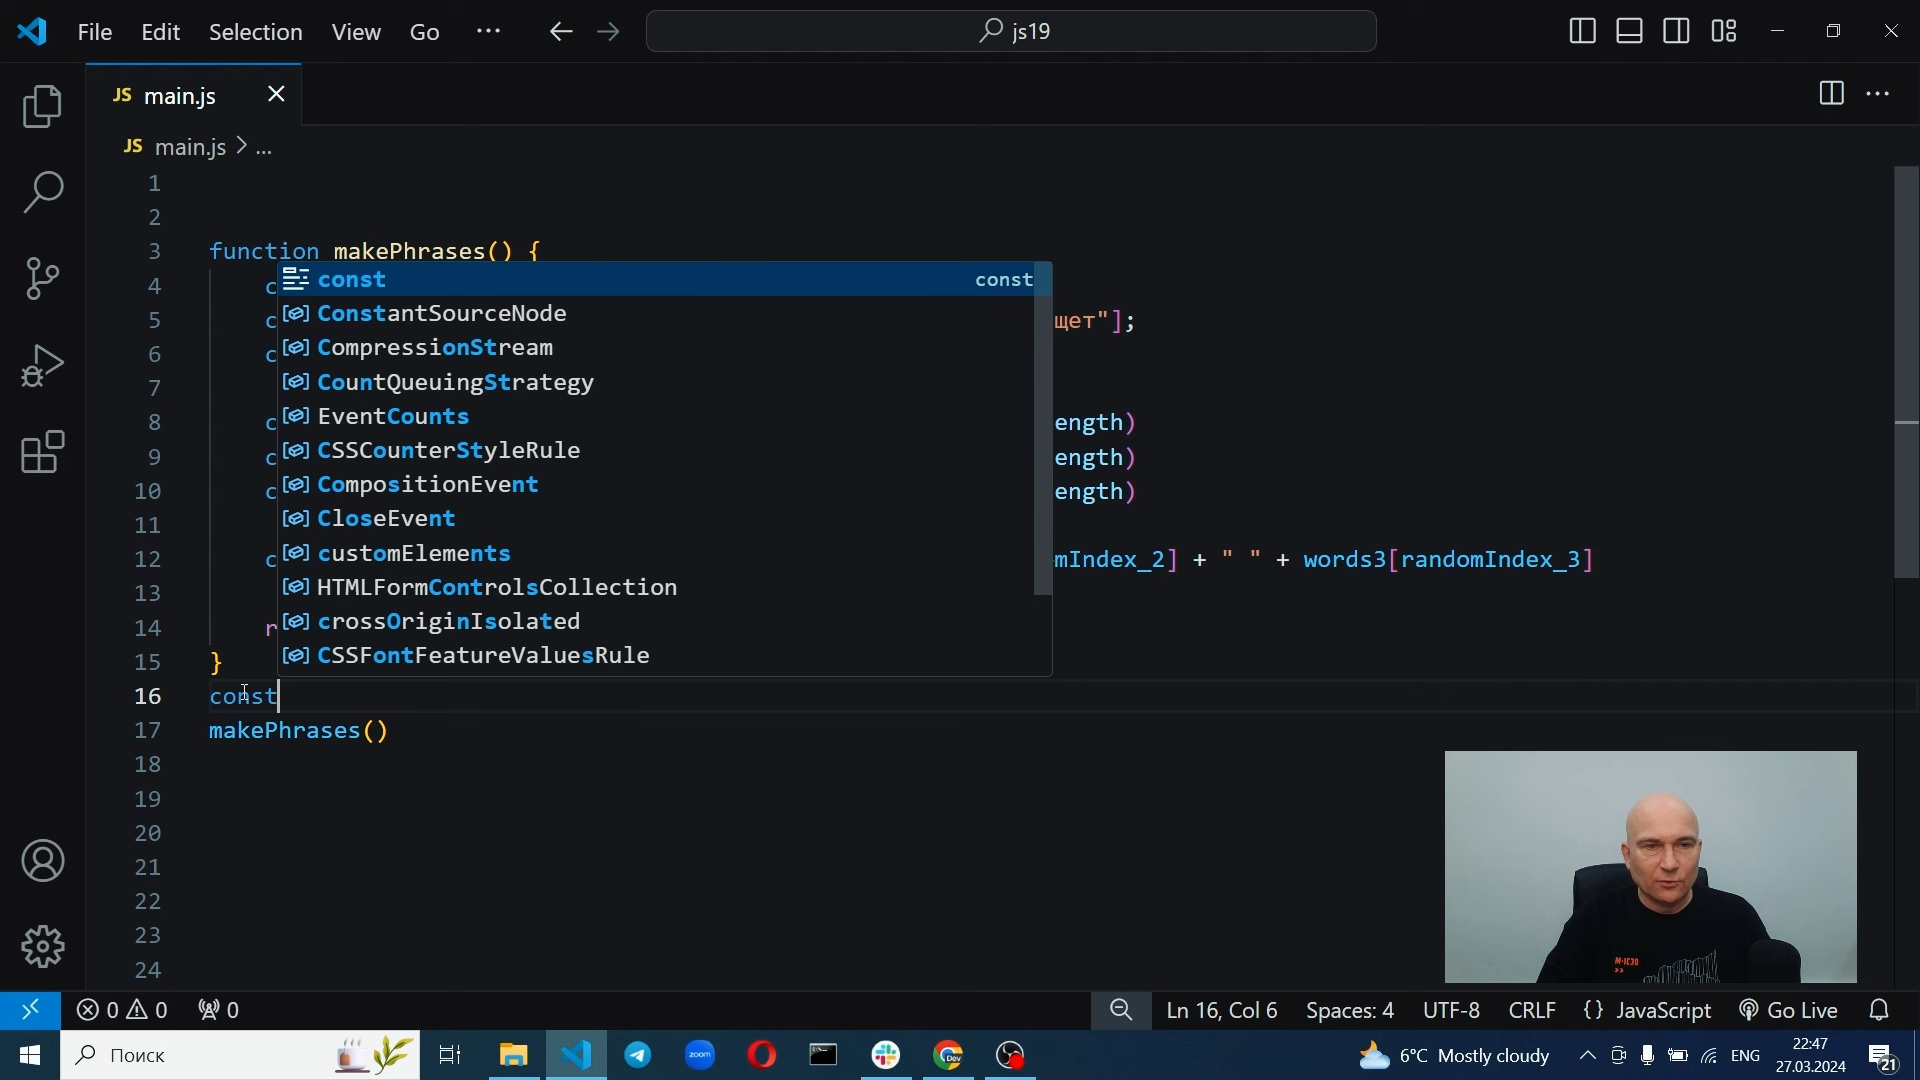 File Edit Selection View Go ··· js19
JS main.js
JS main.js > ...
1
2
3 function makePhrases() {
4 c
5 c щет"];
6 c
7
8 c ength)
9 c ength)
10 c ength)
11
12 c mIndex_2] + " " + words3[randomIndex_3]
13
14 r
15 }
16 const
17 makePhrases()
18
19
20
21
22
23
24
const const
ConstantSourceNode
CompressionStream
CountQueuingStrategy
EventCounts
CSSCounterStyleRule
CompositionEvent
CloseEvent
customElements
HTMLFormControlsCollection
crossOriginIsolated
CSSFontFeatureValuesRule
M-IC30
>>
0 0 0 Ln 16, Col 6 Spaces: 4 UTF-8 CRLF {} JavaScript Go Live
Поиск zoom Dev 6°C Mostly cloudy ENG 22:47
27.03.2024 21